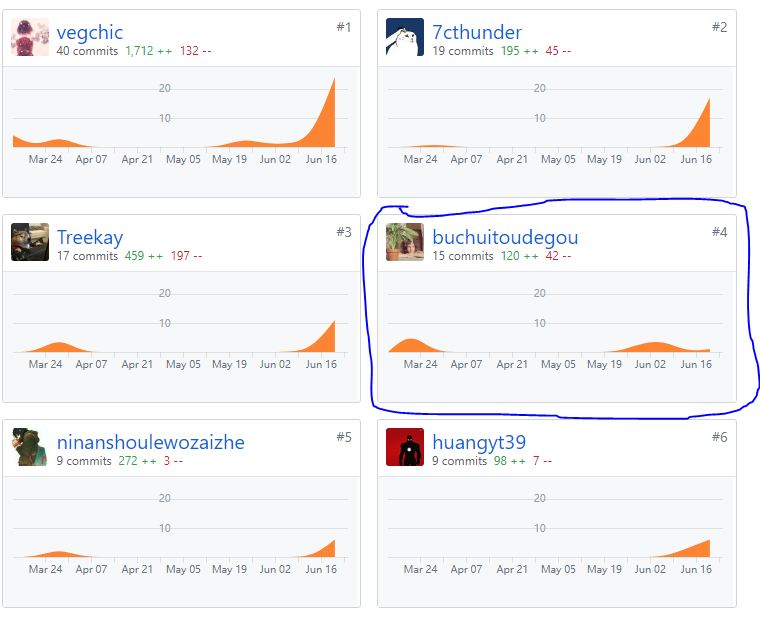 vegchic #1
40 commits 1,712 ++ 132 --
20
10
Mar 24 Apr 07 Apr 21 May 05 May 19 Jun 02 Jun 16
7cthunder #2
19 commits 195 ++ 45 --
20
10
Mar 24 Apr 07 Apr 21 May 05 May 19 Jun 02 Jun 16
Treekay #3
17 commits 459 ++ 197 --
20
10
Mar 24 Apr 07 Apr 21 May 05 May 19 Jun 02 Jun 16
buchuitoudegou #4
15 commits 120 ++ 42 --
20
10
Mar 24 Apr 07 Apr 21 May 05 May 19 Jun 02 Jun 16
ninanshoulewozaizhe #5
9 commits 272 ++ 3 --
20
10
Mar 24 Apr 07 Apr 21 May 05 May 19 Jun 02 Jun 16
huangyt39 #6
9 commits 98 ++ 7 --
20
10
Mar 24 Apr 07 Apr 21 May 05 May 19 Jun 02 Jun 16